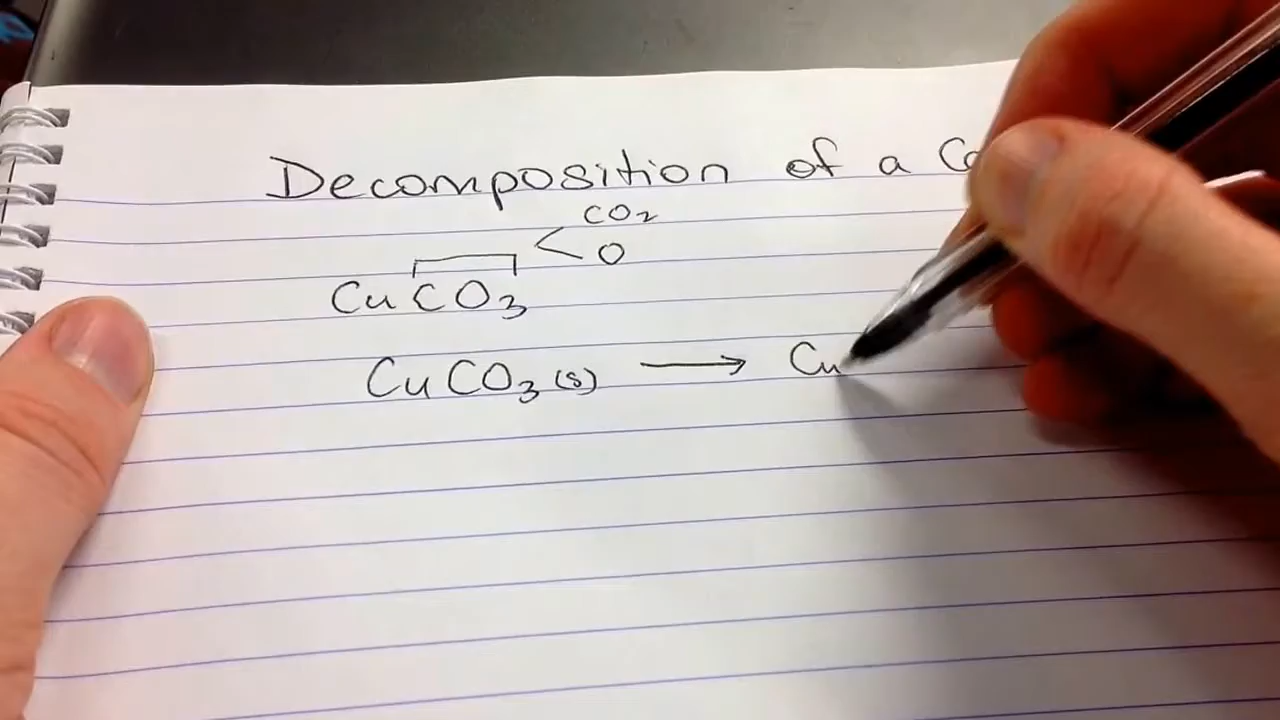 Decomposition of a
CO₂
O
CuCO₃
CuCO₃(s) ⟶ Cu